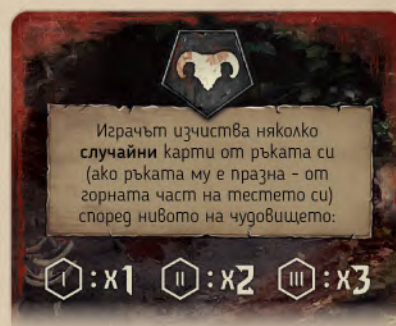 Играчът изчиства няколко
случайни карти от ръката си
(ако ръката му е празна - от
горната част на тестето си)
според нивото на чудовището:
I : x1 II : x2 III : x3